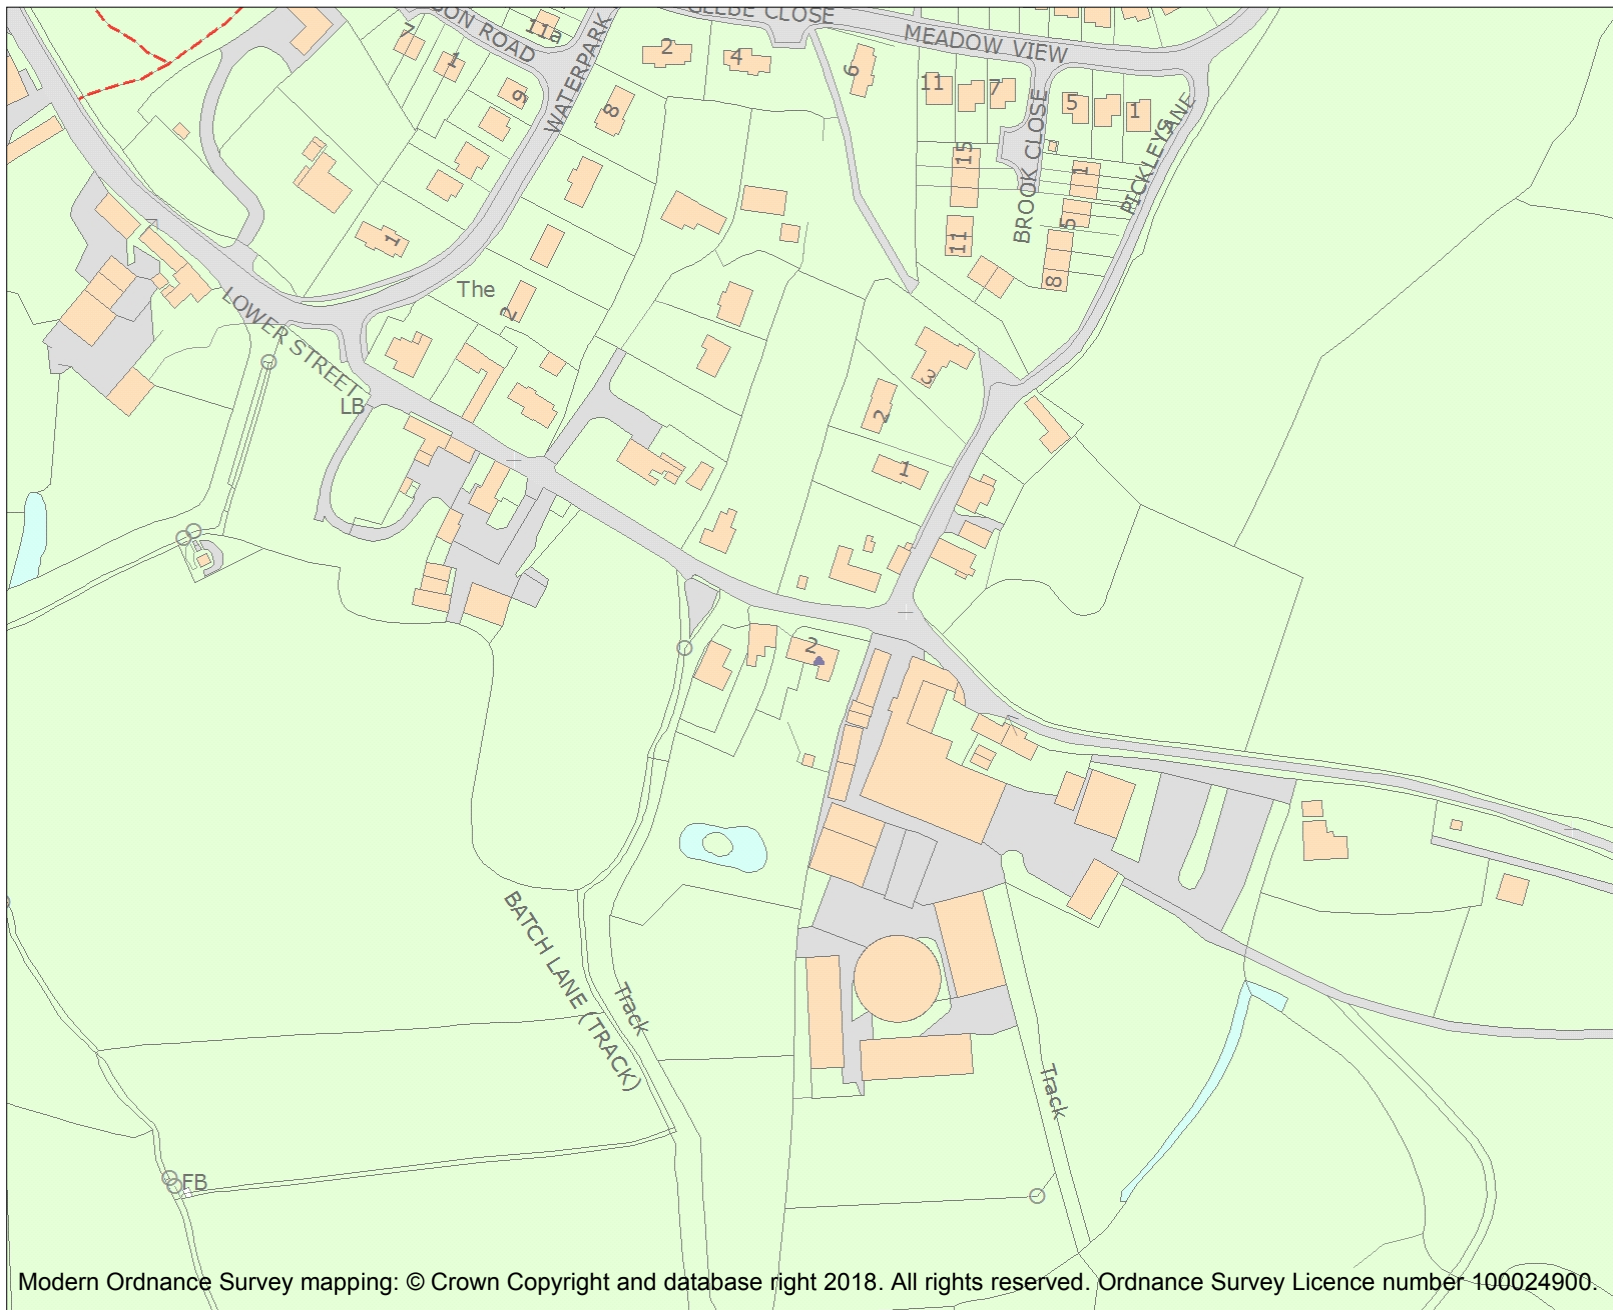 GLEBE CLOSE
MEADOW VIEW
ON ROAD
WATERPARK
11a
7
1
9
2
4
6
8
11
7
5
1
BROOK CLOSE
PICKLEYS LANE
15
11
1
5
8
1
The
2
LOWER STREET
LB
3
2
1
2
BATCH LANE (TRACK)
Track
Track
FB
Modern Ordnance Survey mapping: © Crown Copyright and database right 2018. All rights reserved. Ordnance Survey Licence number 100024900.